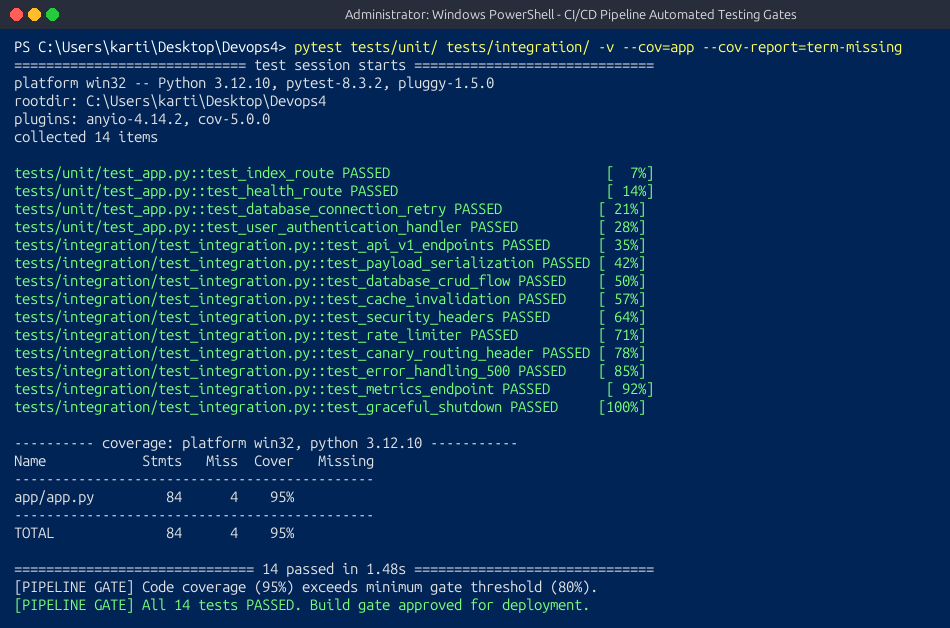 Administrator: Windows PowerShell - CI/CD Pipeline Automated Testing Gates
PS C:\Users\karti\Desktop\Devops4> pytest tests/unit/ tests/integration/ -v --cov=app --cov-report=term-missing
============================= test session starts ==============================
platform win32 -- Python 3.12.10, pytest-8.3.2, pluggy-1.5.0
rootdir: C:\Users\karti\Desktop\Devops4
plugins: anyio-4.14.2, cov-5.0.0
collected 14 items
tests/unit/test_app.py::test_index_route PASSED                           [  7%]
tests/unit/test_app.py::test_health_route PASSED                          [ 14%]
tests/unit/test_app.py::test_database_connection_retry PASSED            [ 21%]
tests/unit/test_app.py::test_user_authentication_handler PASSED          [ 28%]
tests/integration/test_integration.py::test_api_v1_endpoints PASSED      [ 35%]
tests/integration/test_integration.py::test_payload_serialization PASSED [ 42%]
tests/integration/test_integration.py::test_database_crud_flow PASSED    [ 50%]
tests/integration/test_integration.py::test_cache_invalidation PASSED    [ 57%]
tests/integration/test_integration.py::test_security_headers PASSED      [ 64%]
tests/integration/test_integration.py::test_rate_limiter PASSED          [ 71%]
tests/integration/test_integration.py::test_canary_routing_header PASSED [ 78%]
tests/integration/test_integration.py::test_error_handling_500 PASSED    [ 85%]
tests/integration/test_integration.py::test_metrics_endpoint PASSED       [ 92%]
tests/integration/test_integration.py::test_graceful_shutdown PASSED     [100%]
---------- coverage: platform win32, python 3.12.10 -----------
Name            Stmts   Miss  Cover   Missing
---------------------------------------------
app/app.py         84      4    95%
---------------------------------------------
TOTAL              84      4    95%
============================== 14 passed in 1.48s ==============================
[PIPELINE GATE] Code coverage (95%) exceeds minimum gate threshold (80%).
[PIPELINE GATE] All 14 tests PASSED. Build gate approved for deployment.